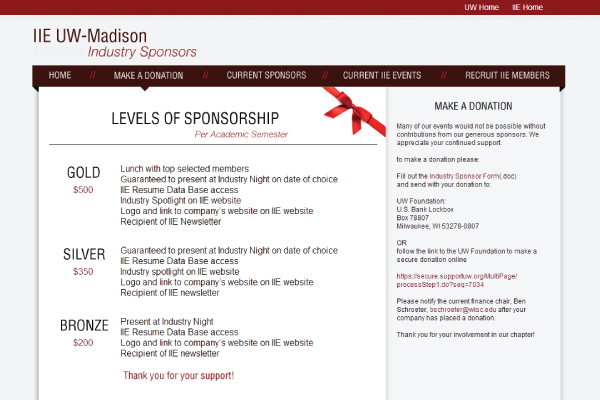 UW Home IIE Home
IIE UW-Madison
Industry Sponsors
HOME // MAKE A DONATION // CURRENT SPONSORS // CURRENT IIE EVENTS // RECRUIT IIE MEMBERS
LEVELS OF SPONSORSHIP
Per Academic Semester
GOLD
$500
Lunch with top selected members
Guaranteed to present at Industry Night on date of choice
IIE Resume Data Base access
Industry Spotlight on IIE website
Logo and link to company's website on IIE website
Recipient of IIE Newsletter
SILVER
$350
Guaranteed to present at Industry Night on date of choice
IIE Resume Data Base access
Industry spotlight on IIE website
Logo and link to company's website on IIE website
Recipient of IIE newsletter
BRONZE
$200
Present at Industry Night
IIE Resume Data Base access
Logo and link to company's website on IIE website
Recipient of IIE newsletter
Thank you for your support!
MAKE A DONATION
Many of our events would not be possible without
contributions from our generous sponsors. We
appreciate your continued support.
to make a donation please:
Fill out the Industry Sponsor Form(.doc)
and send with your donation to:
UW Foundation:
U.S. Bank Lockbox
Box 78807
Milwaukee, WI 53278-0807
OR
follow the link to the UW Foundation to make a
secure donation online
https://secure.supportuw.org/MultiPage/
processStep1.do?seq=7034
Please notify the current finance chair, Ben
Schroeter, bschroeter@wisc.edu after your
company has placed a donation.
Thank you for your involvement in our chapter!